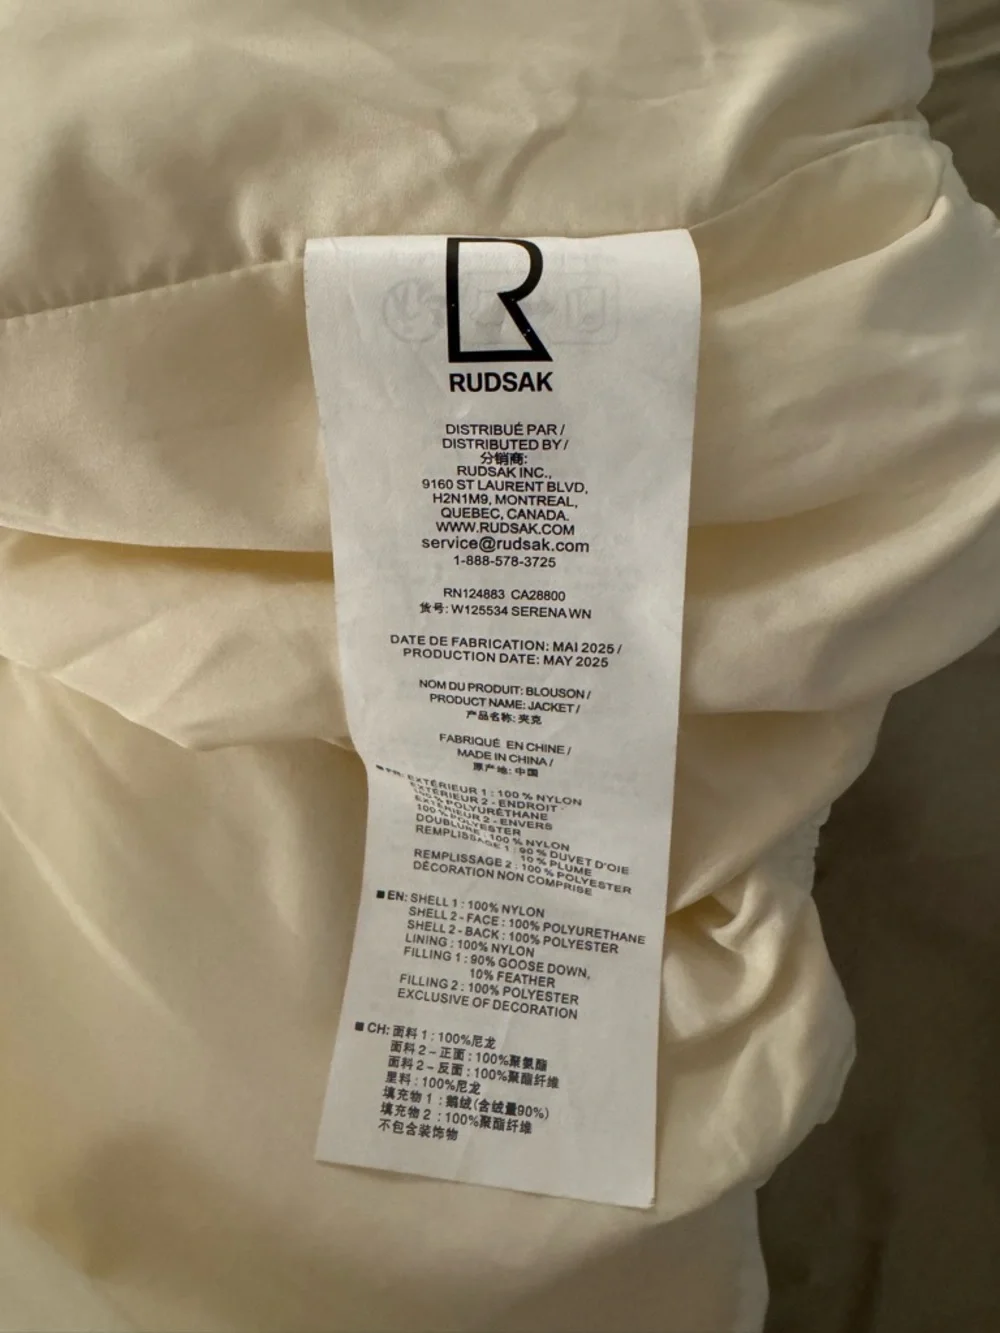 RUDSAK
DISTRIBUÉ PAR /
DISTRIBUTED BY /
分销商:
RUDSAK INC.,
9160 ST LAURENT BLVD,
H2N1M9, MONTREAL,
QUEBEC, CANADA.
WWW.RUDSAK.COM
service@rudsak.com
1-888-578-3725
RN124883 CA28800
货号: W125534 SERENA WN
DATE DE FABRICATION: MAI 2025 /
PRODUCTION DATE: MAY 2025
NOM DU PRODUIT: BLOUSON /
PRODUCT NAME: JACKET /
产品名称: 夹克
FABRIQUÉ EN CHINE /
MADE IN CHINA /
原产地: 中国
■ FR: EXTÉRIEUR 1 : 100 % NYLON
EXTÉRIEUR 2 - ENDROIT :
100 % POLYURÉTHANE
EXTÉRIEUR 2 - ENVERS
100 % POLYESTER
DOUBLURE : 100 % NYLON
REMPLISSAGE 1 : 90 % DUVET D'OIE
10 % PLUME
REMPLISSAGE 2 : 100 % POLYESTER
DÉCORATION NON COMPRISE
■ EN: SHELL 1 : 100% NYLON
SHELL 2 - FACE : 100% POLYURETHANE
SHELL 2 - BACK : 100% POLYESTER
LINING : 100% NYLON
FILLING 1 : 90% GOOSE DOWN,
10% FEATHER
FILLING 2 : 100% POLYESTER
EXCLUSIVE OF DECORATION
■ CH: 面料 1 : 100%尼龙
面料 2 – 正面 : 100%聚氨酯
面料 2 – 反面 : 100%聚酯纤维
里料 : 100%尼龙
填充物 1 : 鹅绒(含绒量90%)
填充物 2 : 100%聚酯纤维
不包含装饰物